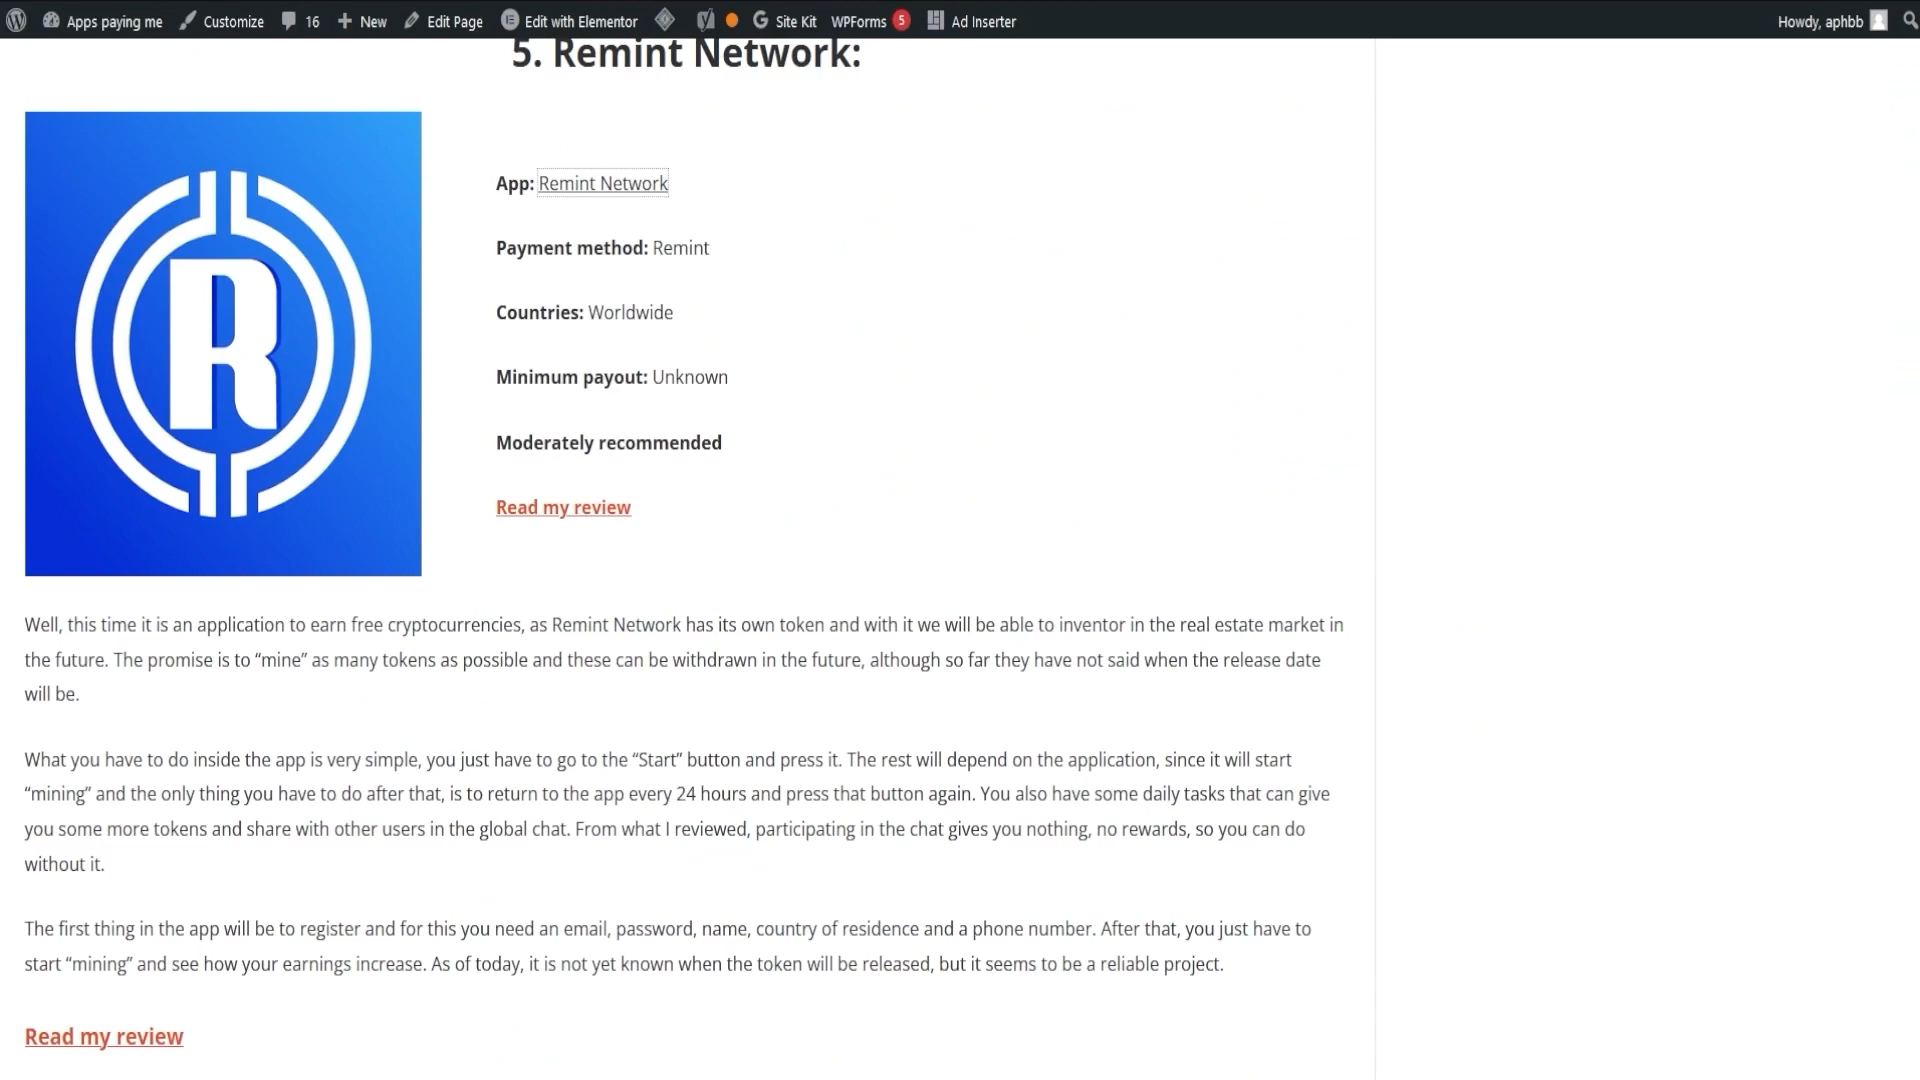 Apps paying me Customize 16 New Edit Page Edit with Elementor Site Kit WPForms 5 Ad Inserter Howdy, aphbb
5. Remint Network:
R
App: Remint Network
Payment method: Remint
Countries: Worldwide
Minimum payout: Unknown
Moderately recommended
Read my review
Well, this time it is an application to earn free cryptocurrencies, as Remint Network has its own token and with it we will be able to inventor in the real estate market in
the future. The promise is to “mine” as many tokens as possible and these can be withdrawn in the future, although so far they have not said when the release date
will be.
What you have to do inside the app is very simple, you just have to go to the “Start” button and press it. The rest will depend on the application, since it will start
“mining” and the only thing you have to do after that, is to return to the app every 24 hours and press that button again. You also have some daily tasks that can give
you some more tokens and share with other users in the global chat. From what I reviewed, participating in the chat gives you nothing, no rewards, so you can do
without it.
The first thing in the app will be to register and for this you need an email, password, name, country of residence and a phone number. After that, you just have to
start “mining” and see how your earnings increase. As of today, it is not yet known when the token will be released, but it seems to be a reliable project.
Read my review